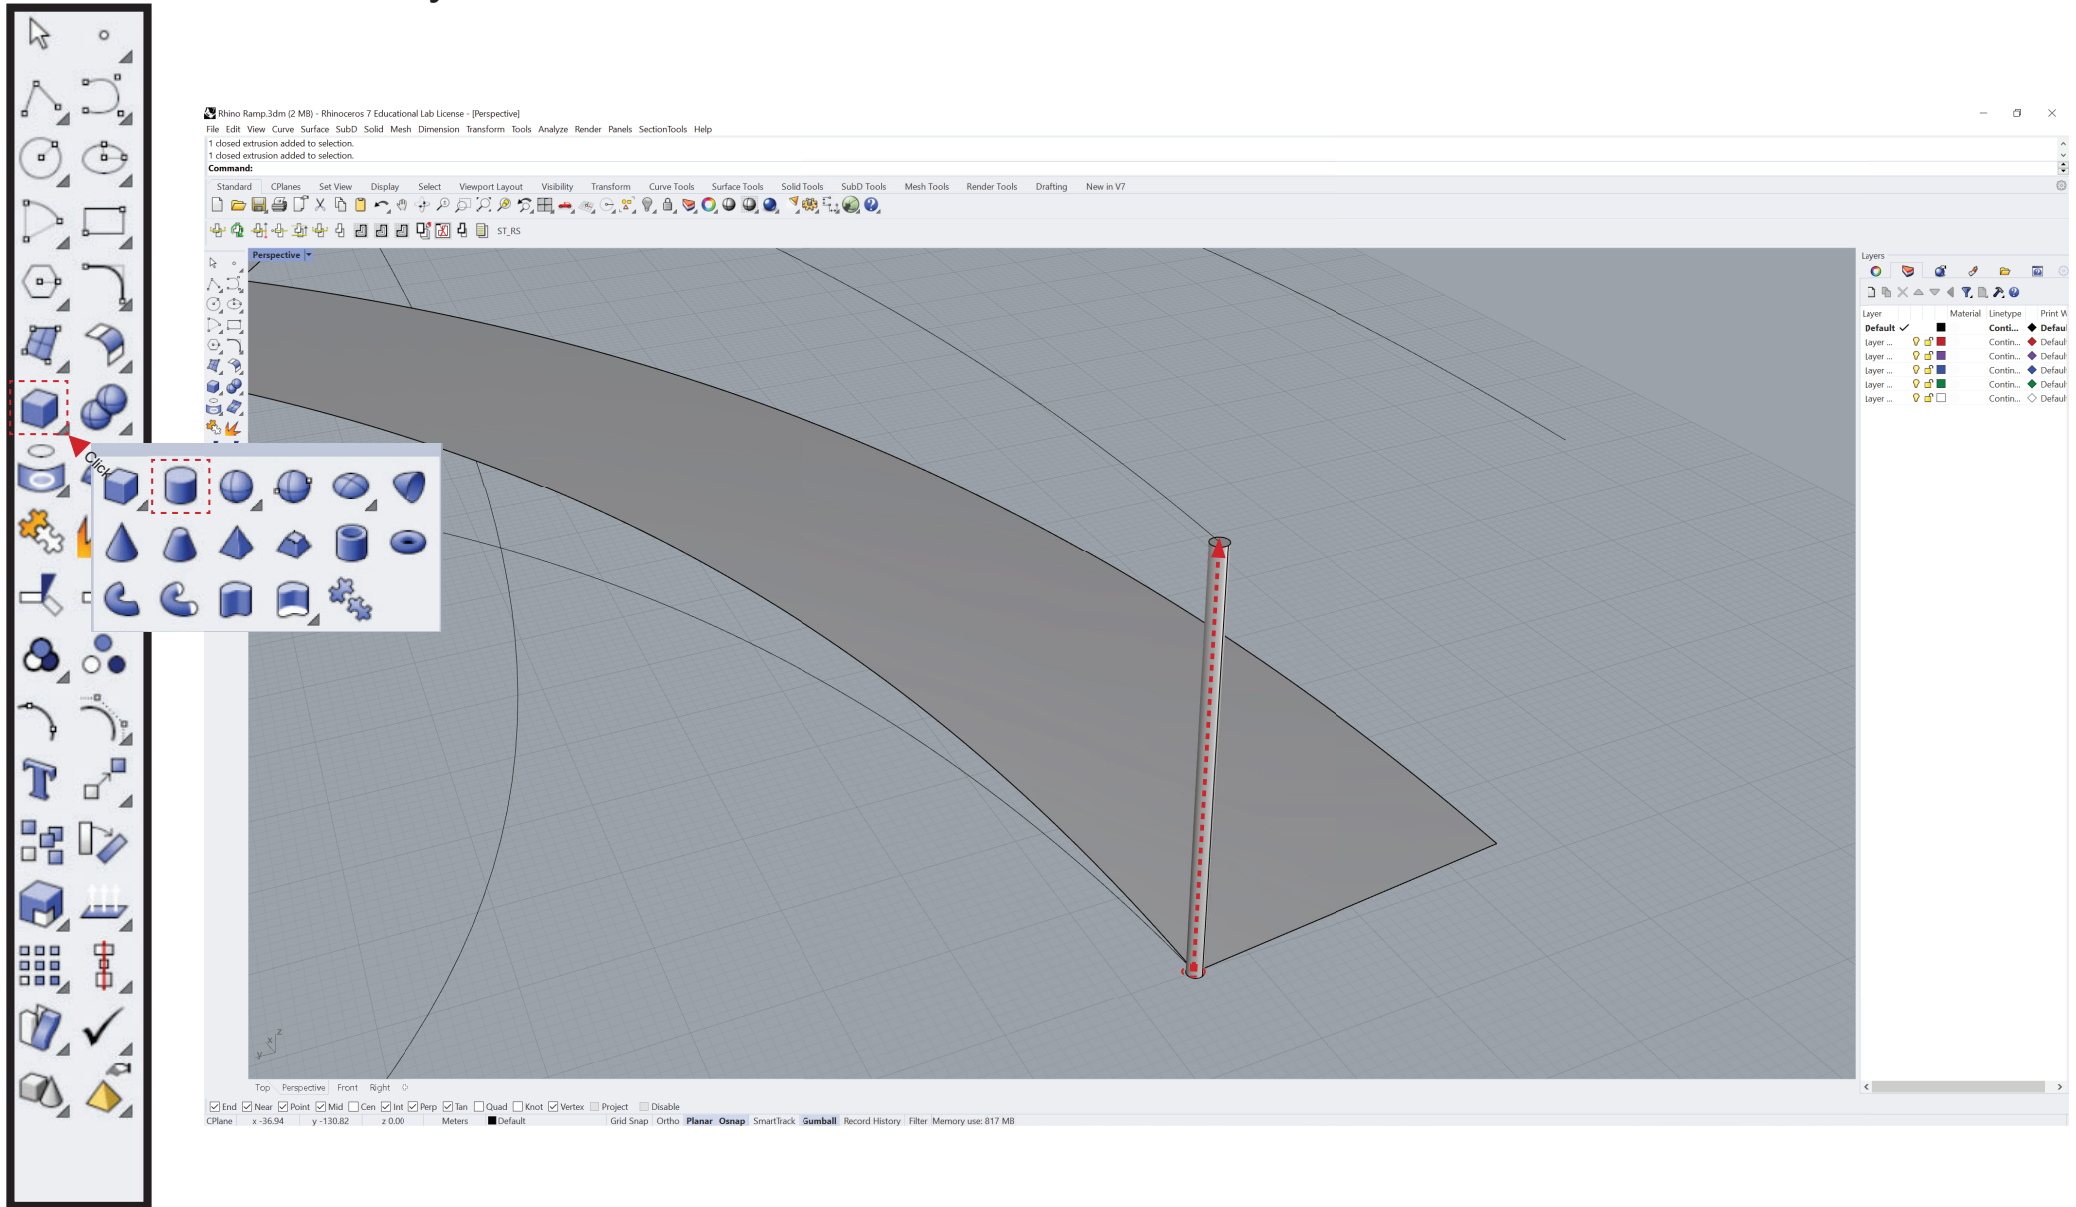 Click
Rhino Ramp.3dm (2 MB) - Rhinoceros 7 Educational Lab License - [Perspective]
File Edit View Curve Surface SubD Solid Mesh Dimension Transform Tools Analyze Render Panels SectionTools Help
1 closed extrusion added to selection.
1 closed extrusion added to selection.
Command:
Standard CPlanes Set View Display Select Viewport Layout Visibility Transform Curve Tools Surface Tools Solid Tools SubD Tools Mesh Tools Render Tools Drafting New in V7
ST_RS
Perspective
Layers
Layer Material Linetype Print W
Default Conti... Defaul
Layer ... Contin... Defaul
Layer ... Contin... Defaul
Layer ... Contin... Defaul
Layer ... Contin... Defaul
Layer ... Contin... Defaul
z
x
y
Top Perspective Front Right
End Near Point Mid Cen Int Perp Tan Quad Knot Vertex Project Disable
CPlane x -36.94 y -130.82 z 0.00 Meters Default Grid Snap Ortho Planar Osnap SmartTrack Gumball Record History Filter Memory use: 817 MB